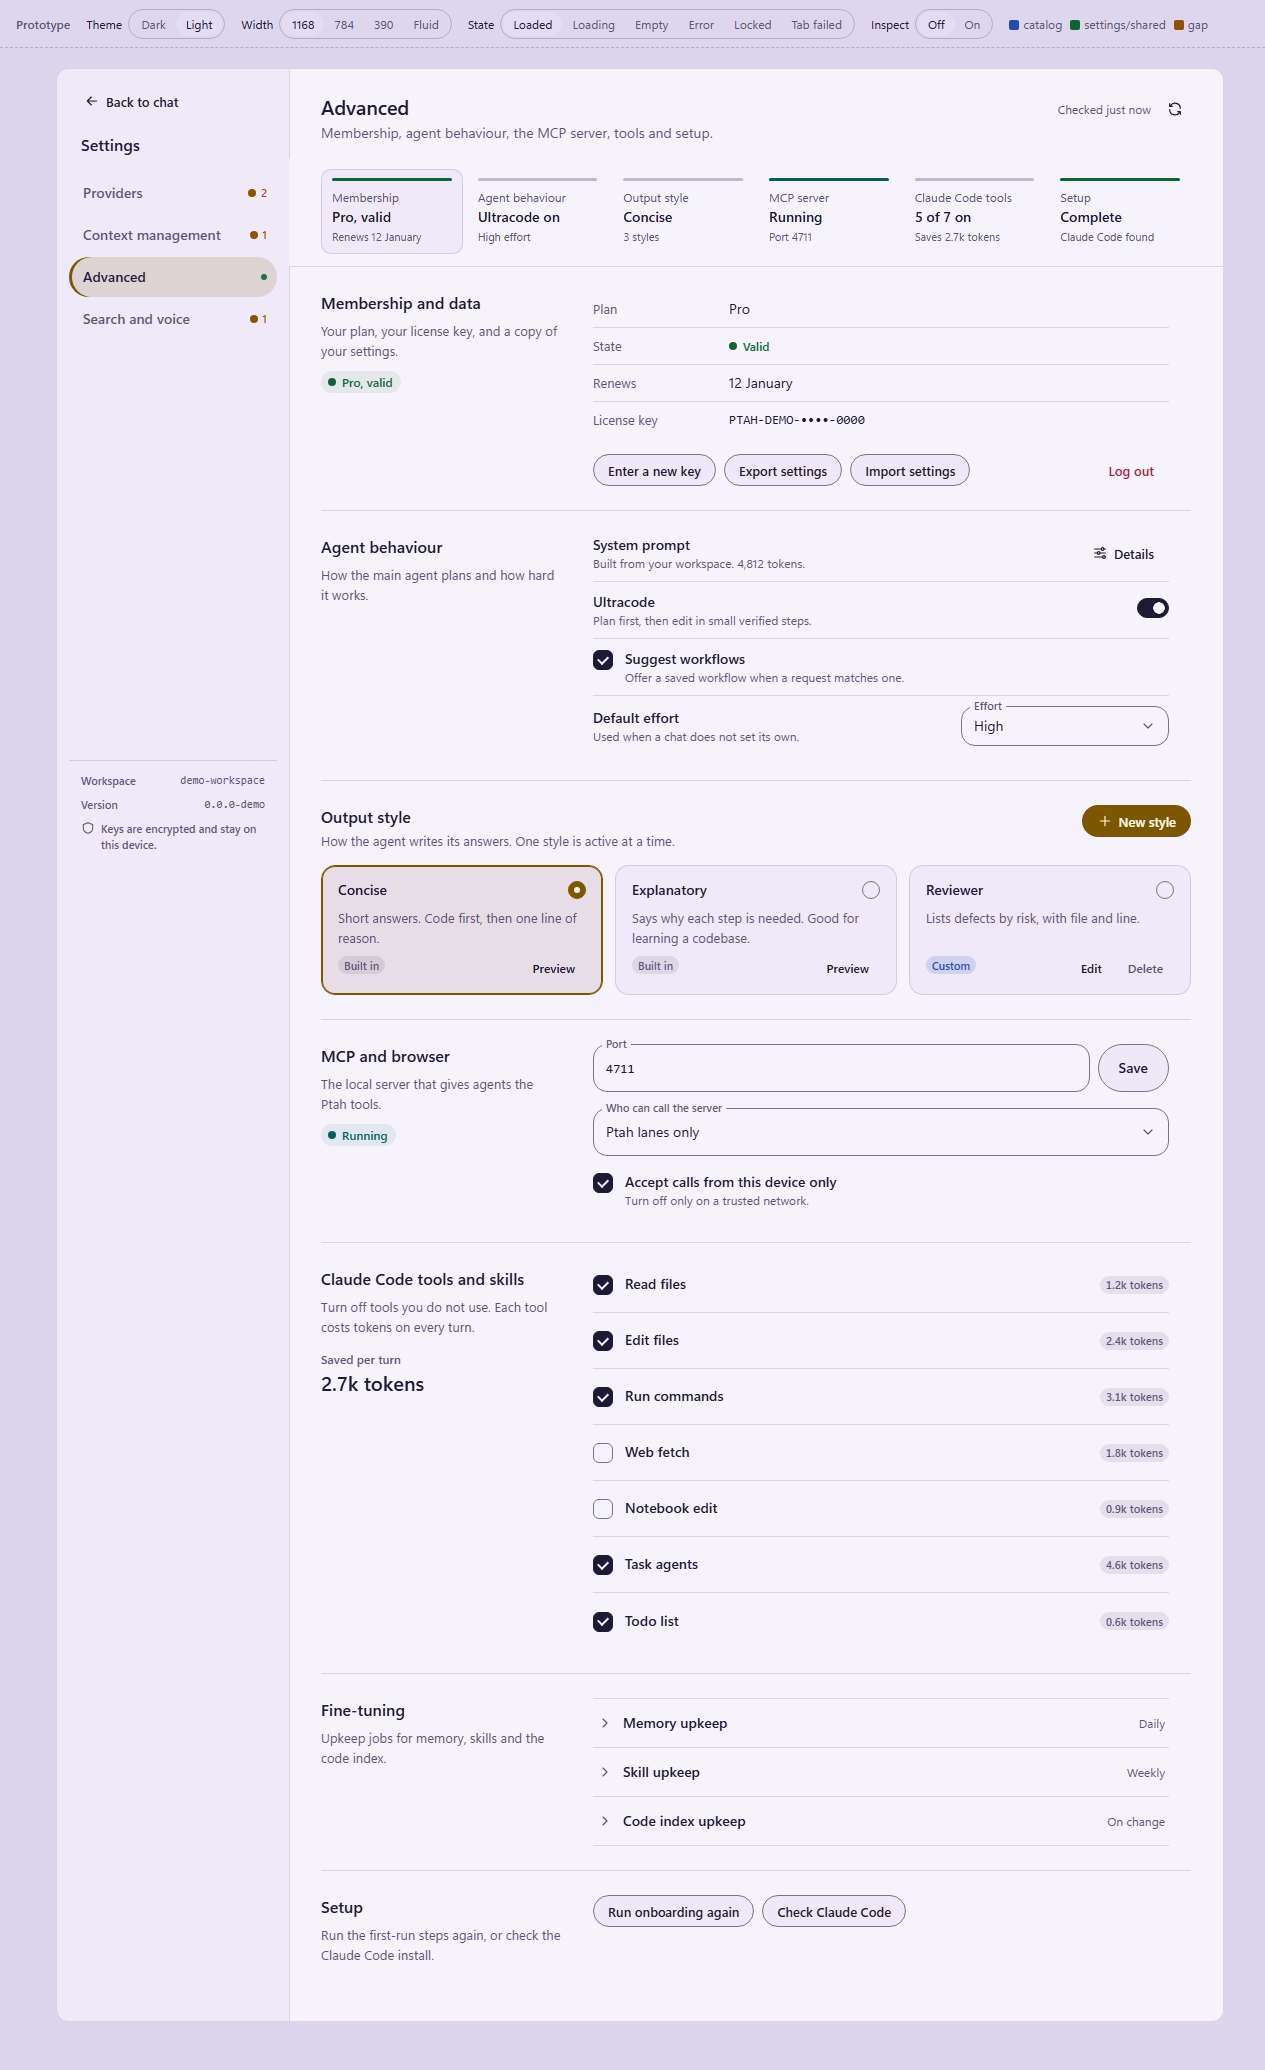 Prototype Theme Dark Light Width 1168 784 390 Fluid State Loaded Loading Empty Error Locked Tab failed Inspect Off On catalog settings/shared gap
Back to chat
Settings
Providers 2
Context management 1
Advanced
Search and voice 1
Workspace demo-workspace
Version 0.0.0-demo
Keys are encrypted and stay on
this device.
Advanced
Membership, agent behaviour, the MCP server, tools and setup.
Checked just now
Membership
Pro, valid
Renews 12 January
Agent behaviour
Ultracode on
High effort
Output style
Concise
3 styles
MCP server
Running
Port 4711
Claude Code tools
5 of 7 on
Saves 2.7k tokens
Setup
Complete
Claude Code found
Membership and data
Your plan, your license key, and a copy of
your settings.
Pro, valid
Plan Pro
State Valid
Renews 12 January
License key PTAH-DEMO-••••-0000
Enter a new key Export settings Import settings Log out
Agent behaviour
How the main agent plans and how hard
it works.
System prompt
Built from your workspace. 4,812 tokens.
Details
Ultracode
Plan first, then edit in small verified steps.
Suggest workflows
Offer a saved workflow when a request matches one.
Default effort
Used when a chat does not set its own.
Effort
High
Output style
How the agent writes its answers. One style is active at a time.
New style
Concise
Short answers. Code first, then one line of
reason.
Built in Preview
Explanatory
Says why each step is needed. Good for
learning a codebase.
Built in Preview
Reviewer
Lists defects by risk, with file and line.
Custom Edit Delete
MCP and browser
The local server that gives agents the
Ptah tools.
Running
Port
4711
Save
Who can call the server
Ptah lanes only
Accept calls from this device only
Turn off only on a trusted network.
Claude Code tools and skills
Turn off tools you do not use. Each tool
costs tokens on every turn.
Saved per turn
2.7k tokens
Read files 1.2k tokens
Edit files 2.4k tokens
Run commands 3.1k tokens
Web fetch 1.8k tokens
Notebook edit 0.9k tokens
Task agents 4.6k tokens
Todo list 0.6k tokens
Fine-tuning
Upkeep jobs for memory, skills and the
code index.
Memory upkeep Daily
Skill upkeep Weekly
Code index upkeep On change
Setup
Run the first-run steps again, or check the
Claude Code install.
Run onboarding again Check Claude Code